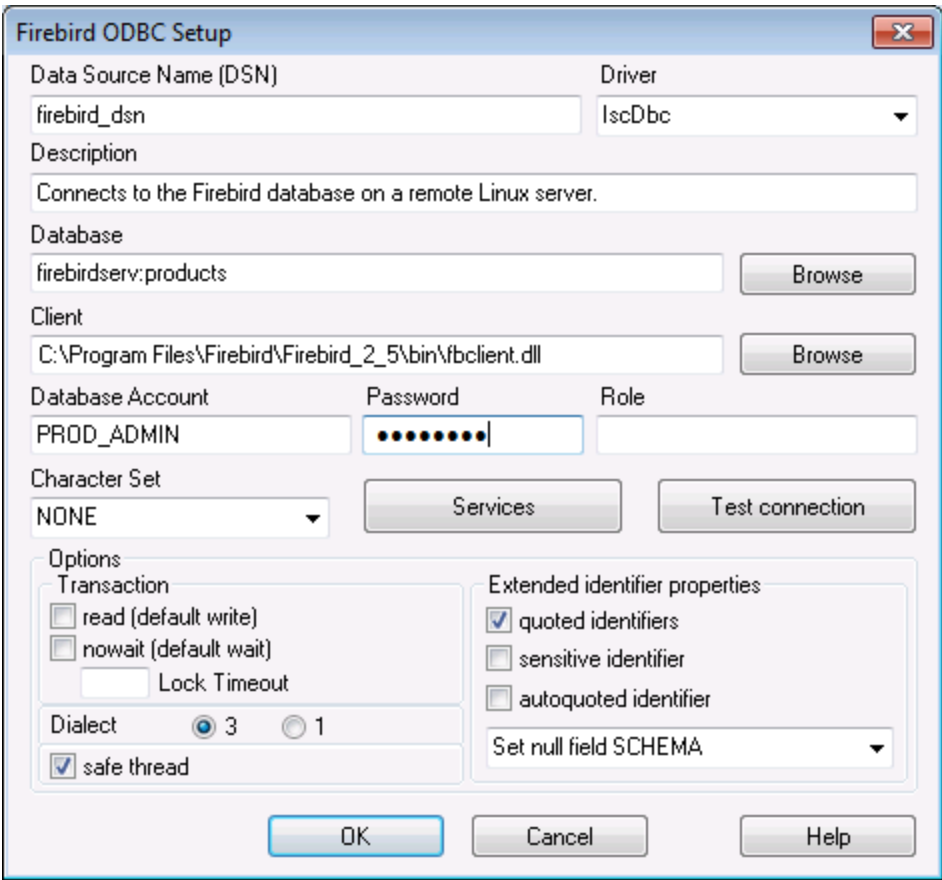 Firebird ODBC Setup
Data Source Name (DSN) Driver
firebird_dsn IscDbc
Description
Connects to the Firebird database on a remote Linux server.
Database
firebirdserv:products Browse
Client
C:\Program Files\Firebird\Firebird_2_5\bin\fbclient.dll Browse
Database Account Password Role
PROD_ADMIN ●●●●●●●●
Character Set
NONE Services Test connection
Options
Transaction Extended identifier properties
read (default write) quoted identifiers
nowait (default wait) sensitive identifier
Lock Timeout autoquoted identifier
Dialect 3 1
Set null field SCHEMA
safe thread
OK Cancel Help